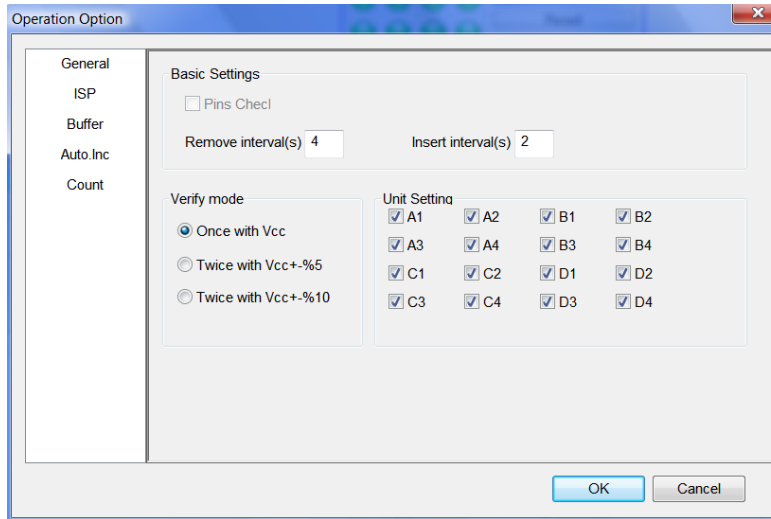 Operation Option
General
ISP
Buffer
Auto.Inc
Count
Basic Settings
Pins Checl
Remove interval(s) 4 Insert interval(s) 2
Verify mode
Once with Vcc
Twice with Vcc+-%5
Twice with Vcc+-%10
Unit Setting
A1 A2 B1 B2
A3 A4 B3 B4
C1 C2 D1 D2
C3 C4 D3 D4
OK Cancel